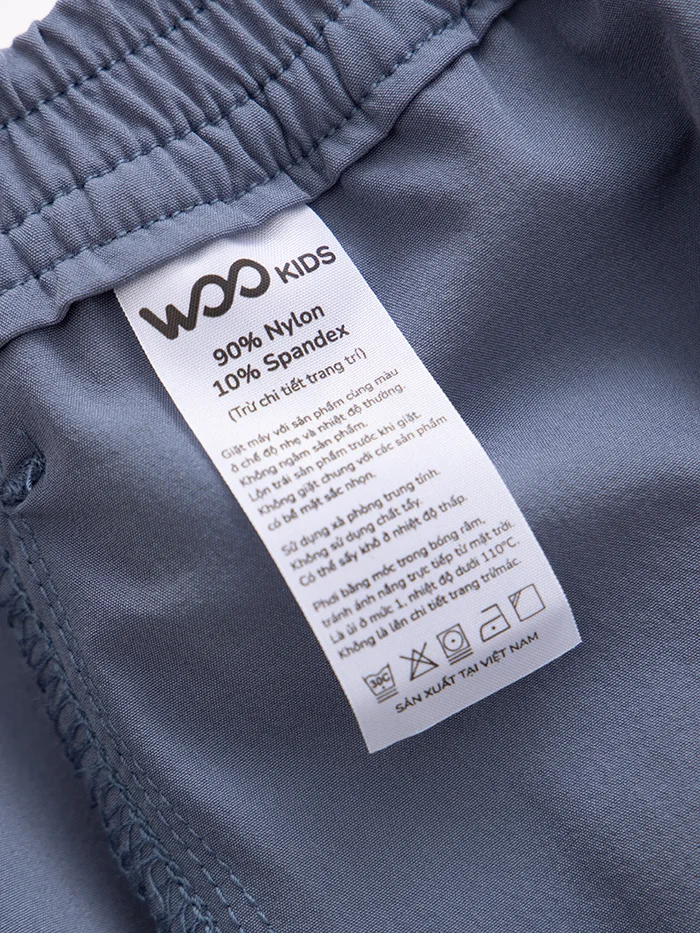 WOO KIDS
90% Nylon
10% Spandex
(Trừ chi tiết trang trí)
Giặt máy với sản phẩm cùng màu
ở chế độ nhẹ và nhiệt độ thường.
Không ngâm sản phẩm.
Lộn trái sản phẩm trước khi giặt.
Không giặt chung với các sản phẩm
có bề mặt sắc nhọn.
Sử dụng xà phòng trung tính.
Không sử dụng chất tẩy.
Có thể sấy khô ở nhiệt độ thấp.
Phơi bằng móc trong bóng râm,
tránh ánh nắng trực tiếp từ mặt trời.
Là ủi ở mức 1, nhiệt độ dưới 110°C.
Không là lên chi tiết trang trí/mác.
30C
SẢN XUẤT TẠI VIỆT NAM